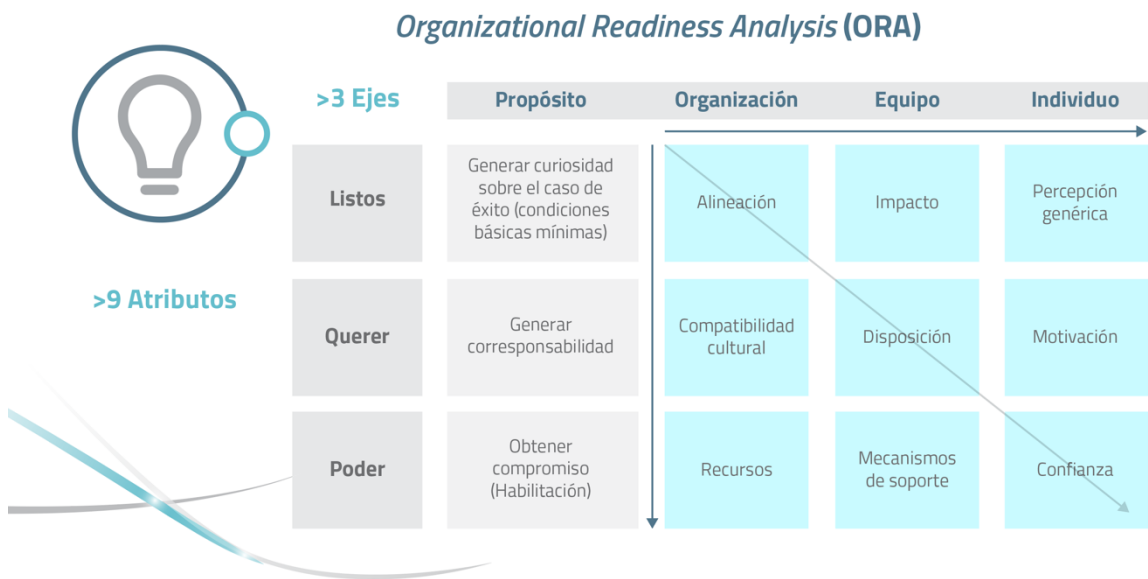 Organizational Readiness Analysis (ORA)
>3 Ejes
Propósito
Organización
Equipo
Individuo
Listos
Generar curiosidad
sobre el caso de
éxito (condiciones
básicas mínimas)
Alineación
Impacto
Percepción
genérica
>9 Atributos
Querer
Generar
corresponsabilidad
Compatibilidad
cultural
Disposición
Motivación
Poder
Obtener
compromiso
(Habilitación)
Recursos
Mecanismos
de soporte
Confianza